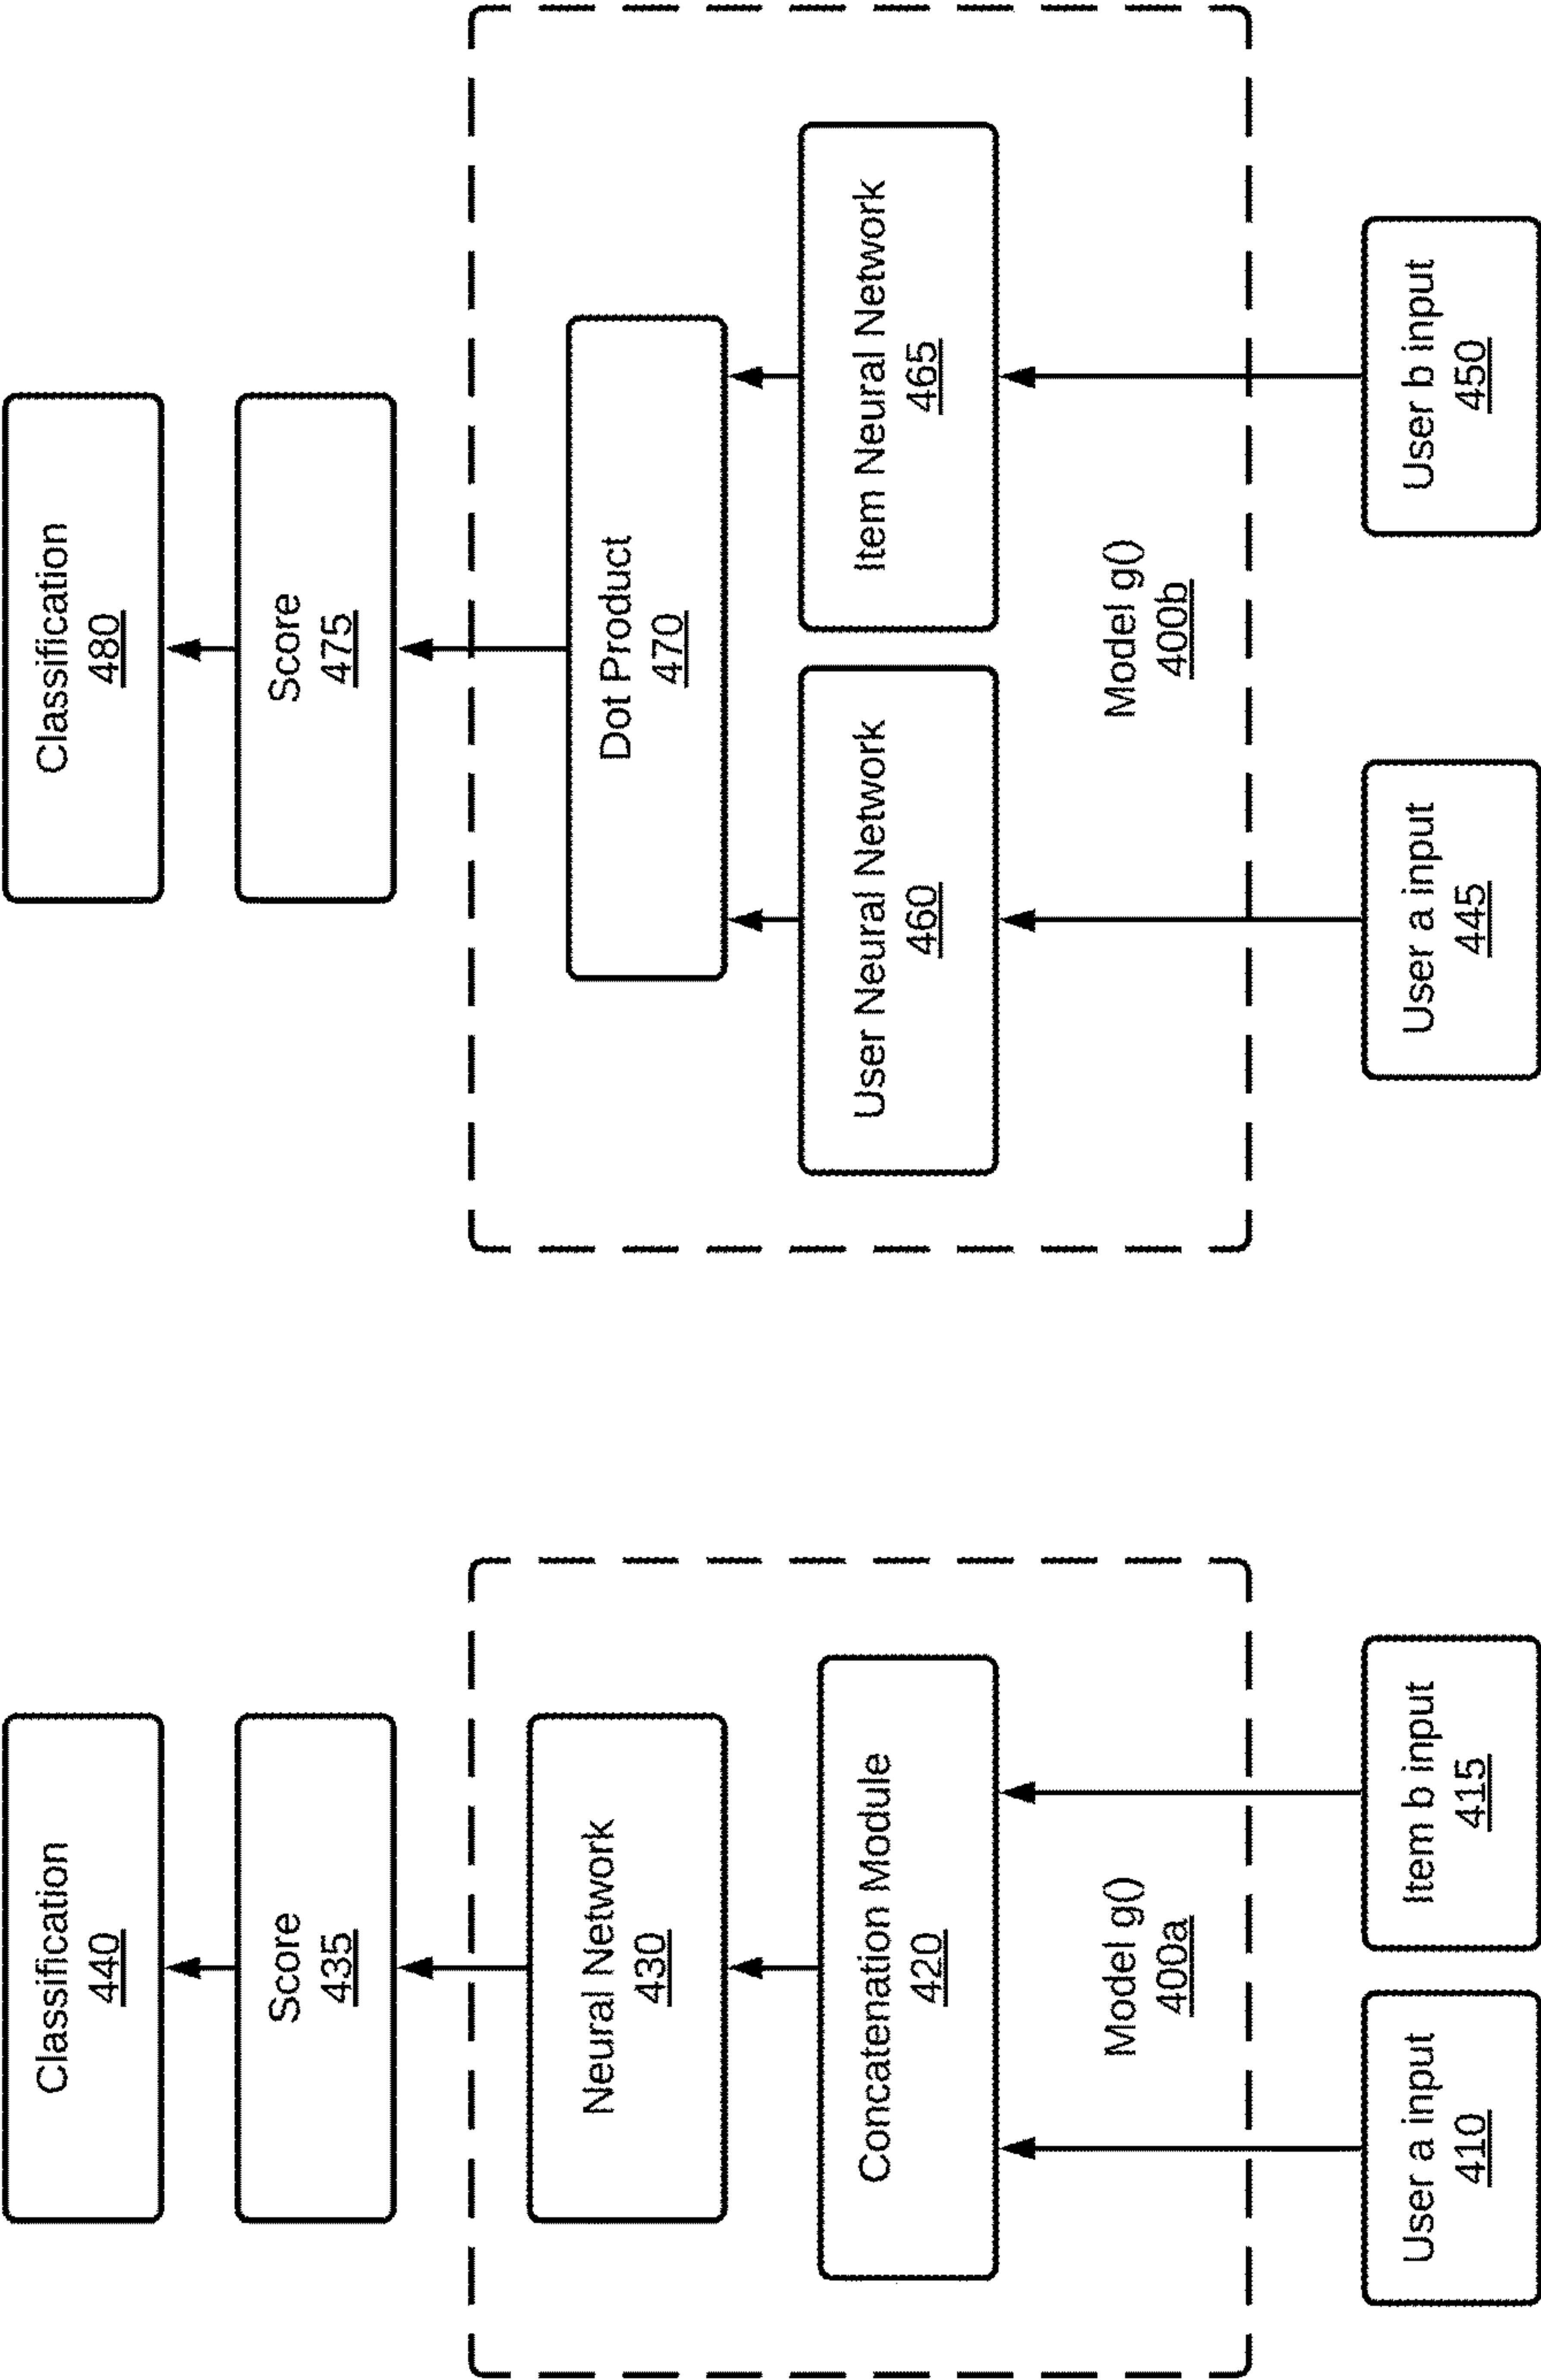 Classification
440
Score
435
Neural Network
430
Concatenation Module
420
Model g()
400a
User a input
410
Item b input
415
Classification
480
Score
475
Dot Product
470
User Neural Network
460
Item Neural Network
465
Model g()
400b
User a input
445
User b input
450